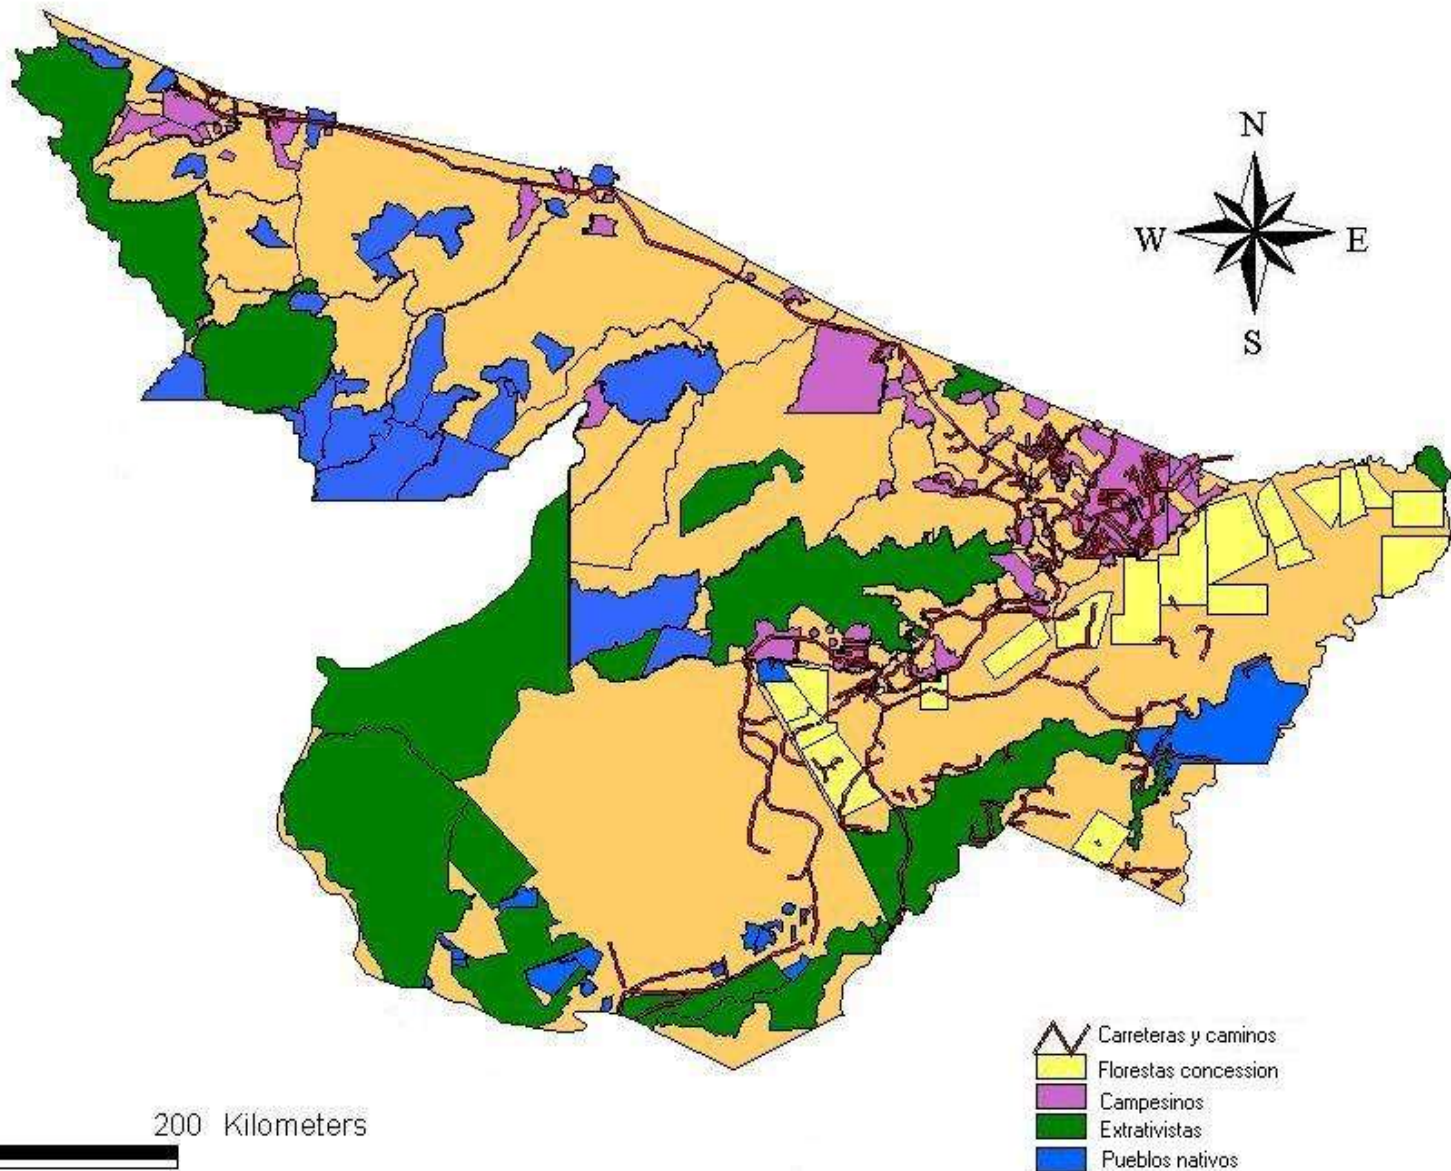 N
W E
S
Carreteras y caminos
Florestas concession
Campesinos
Extrativistas
Pueblos nativos
200 Kilometers